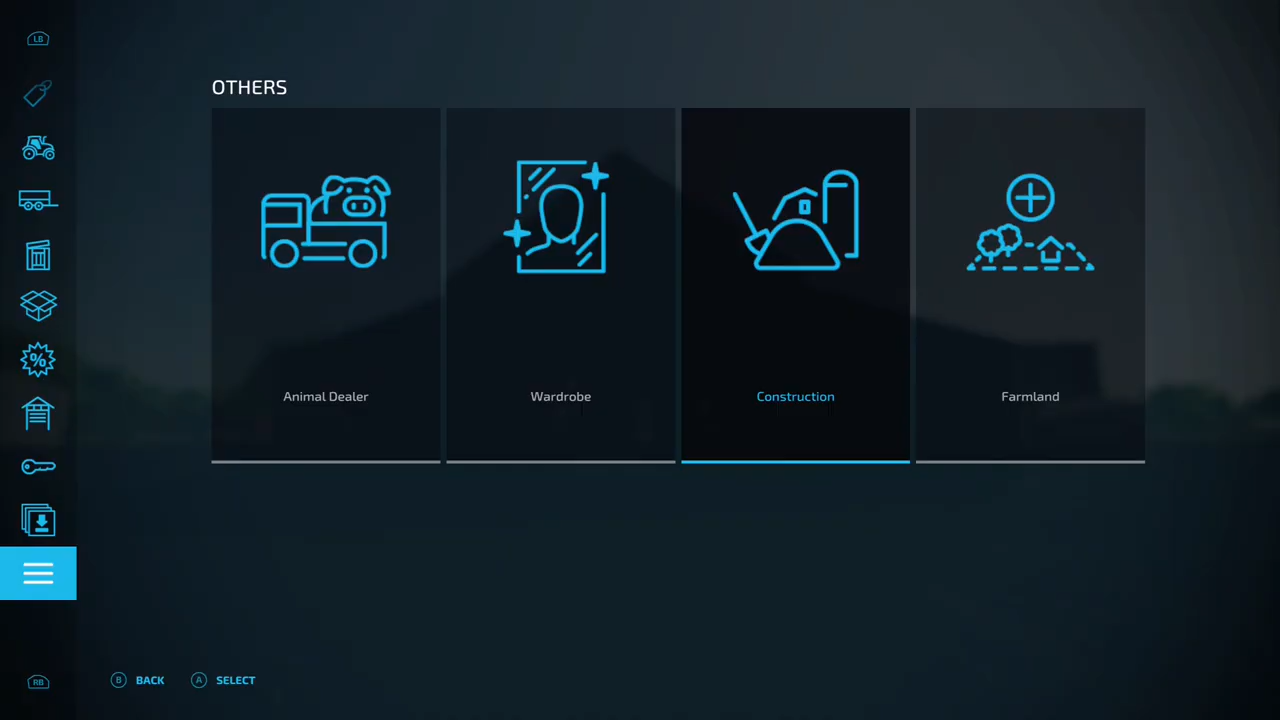 LB
OTHERS
%
Animal Dealer
Wardrobe
Construction
Farmland
B BACK A SELECT
RB